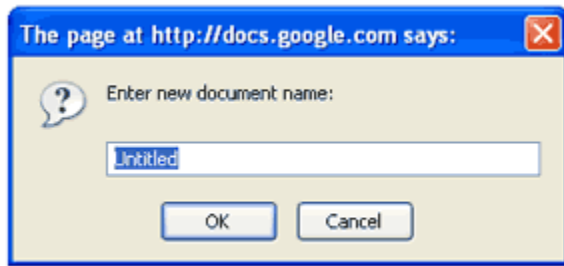 The page at http://docs.google.com says:
Enter new document name:
Untitled
OK Cancel